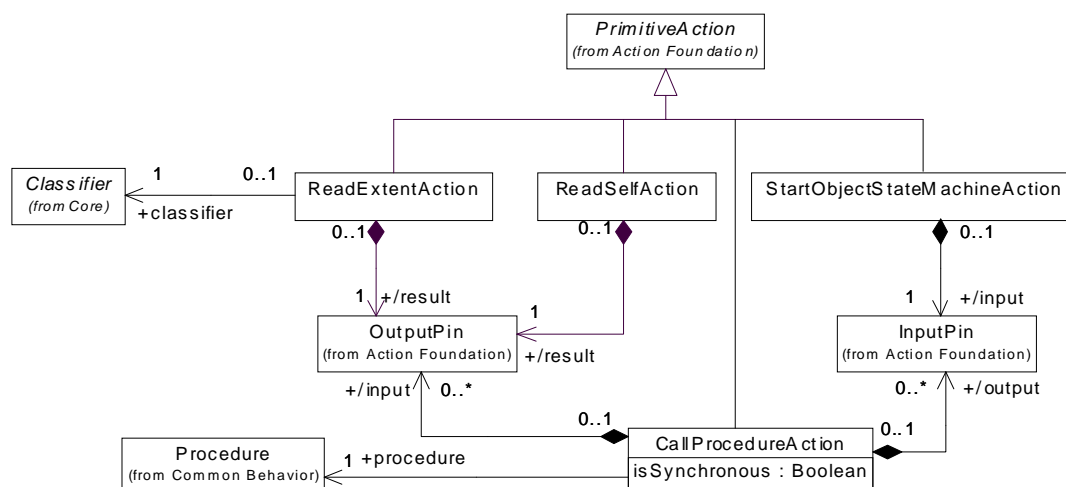 PrimitiveAction
(from Action Foundation)
Classifier
(from Core)
1
0..1
+classifier
ReadExtentAction
ReadSelfAction
StartObjectStateMachineAction
0..1
0..1
0..1
1
+/result
1
+/result
1
+/input
OutputPin
(from Action Foundation)
InputPin
(from Action Foundation)
+/input
0..*
0..*
+/output
0..1
0..1
CallProcedureAction
isSynchronous : Boolean
Procedure
(from Common Behavior)
1
+procedure